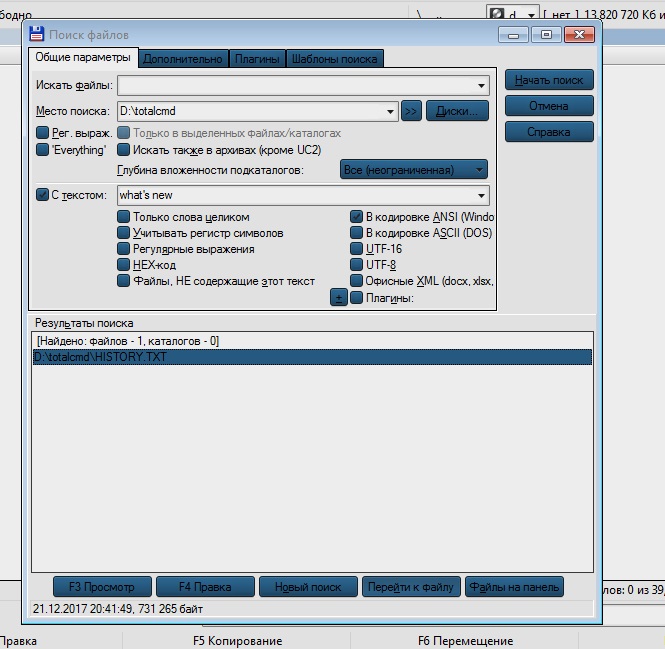 ободно
\ ..
d
[_нет_] 13 820 720 Кб и
Поиск файлов
Общие параметры Дополнительно Плагины Шаблоны поиска
Искать файлы:
Начать поиск
Место поиска: D:\totalcmd >> Диски...
Отмена
Рег. выраж. Только в выделенных файлах/каталогах
Справка
'Everything' Искать также в архивах (кроме UC2)
Глубина вложенности подкаталогов: Все (неограниченная)
С текстом: what's new
Только слова целиком В кодировке ANSI (Windo
Учитывать регистр символов В кодировке ASCII (DOS)
Регулярные выражения UTF-16
HEX-код UTF-8
Файлы, НЕ содержащие этот текст Офисные XML (docx, xlsx,
± Плагины:
Результаты поиска
[Найдено: файлов - 1, каталогов - 0]
D:\totalcmd\HISTORY.TXT
F3 Просмотр F4 Правка Новый поиск Перейти к файлу Файлы на панель
лов: 0 из 39,
21.12.2017 20:41:49, 731 265 байт
Правка F5 Копирование F6 Перемещение